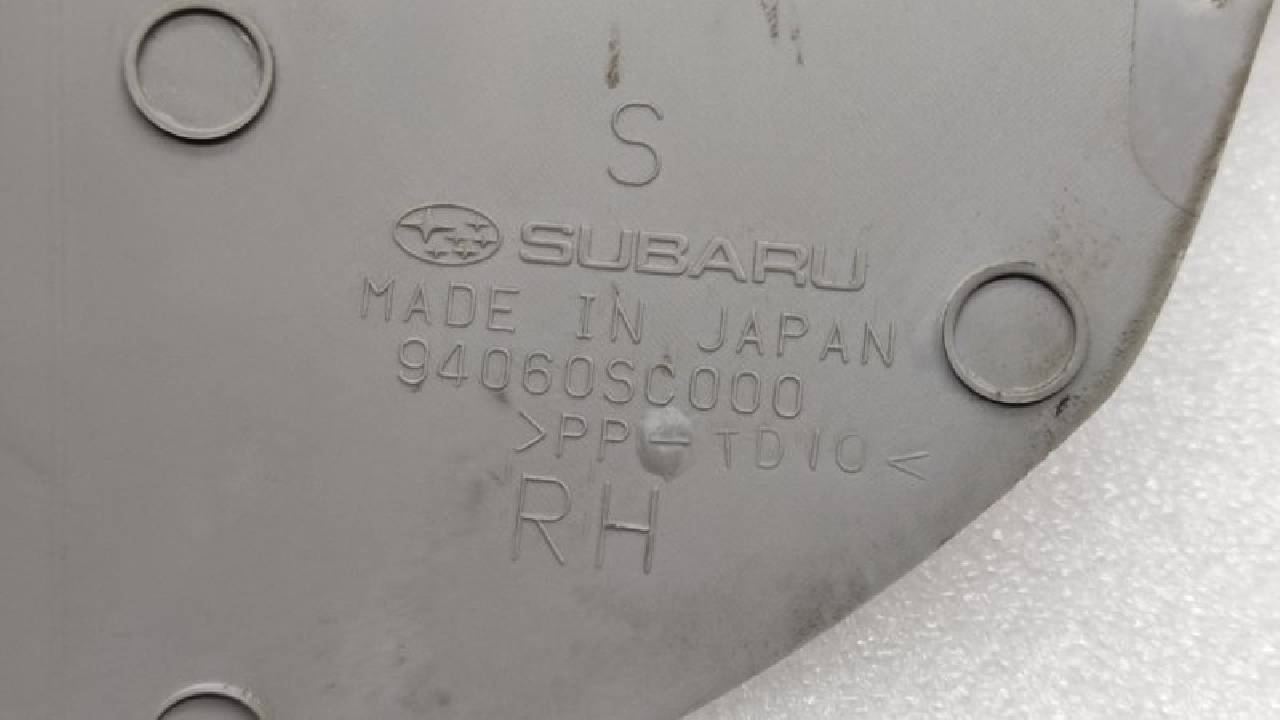 S
SUBARU
MADE IN JAPAN
94060SC000
>PP-TD10<
RH